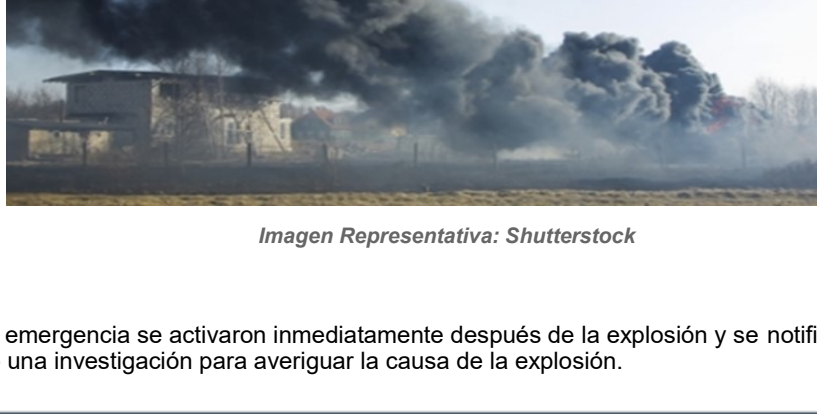 Imagen Representativa: Shutterstock
emergencia se activaron inmediatamente después de la explosión y se notifi
una investigación para averiguar la causa de la explosión.